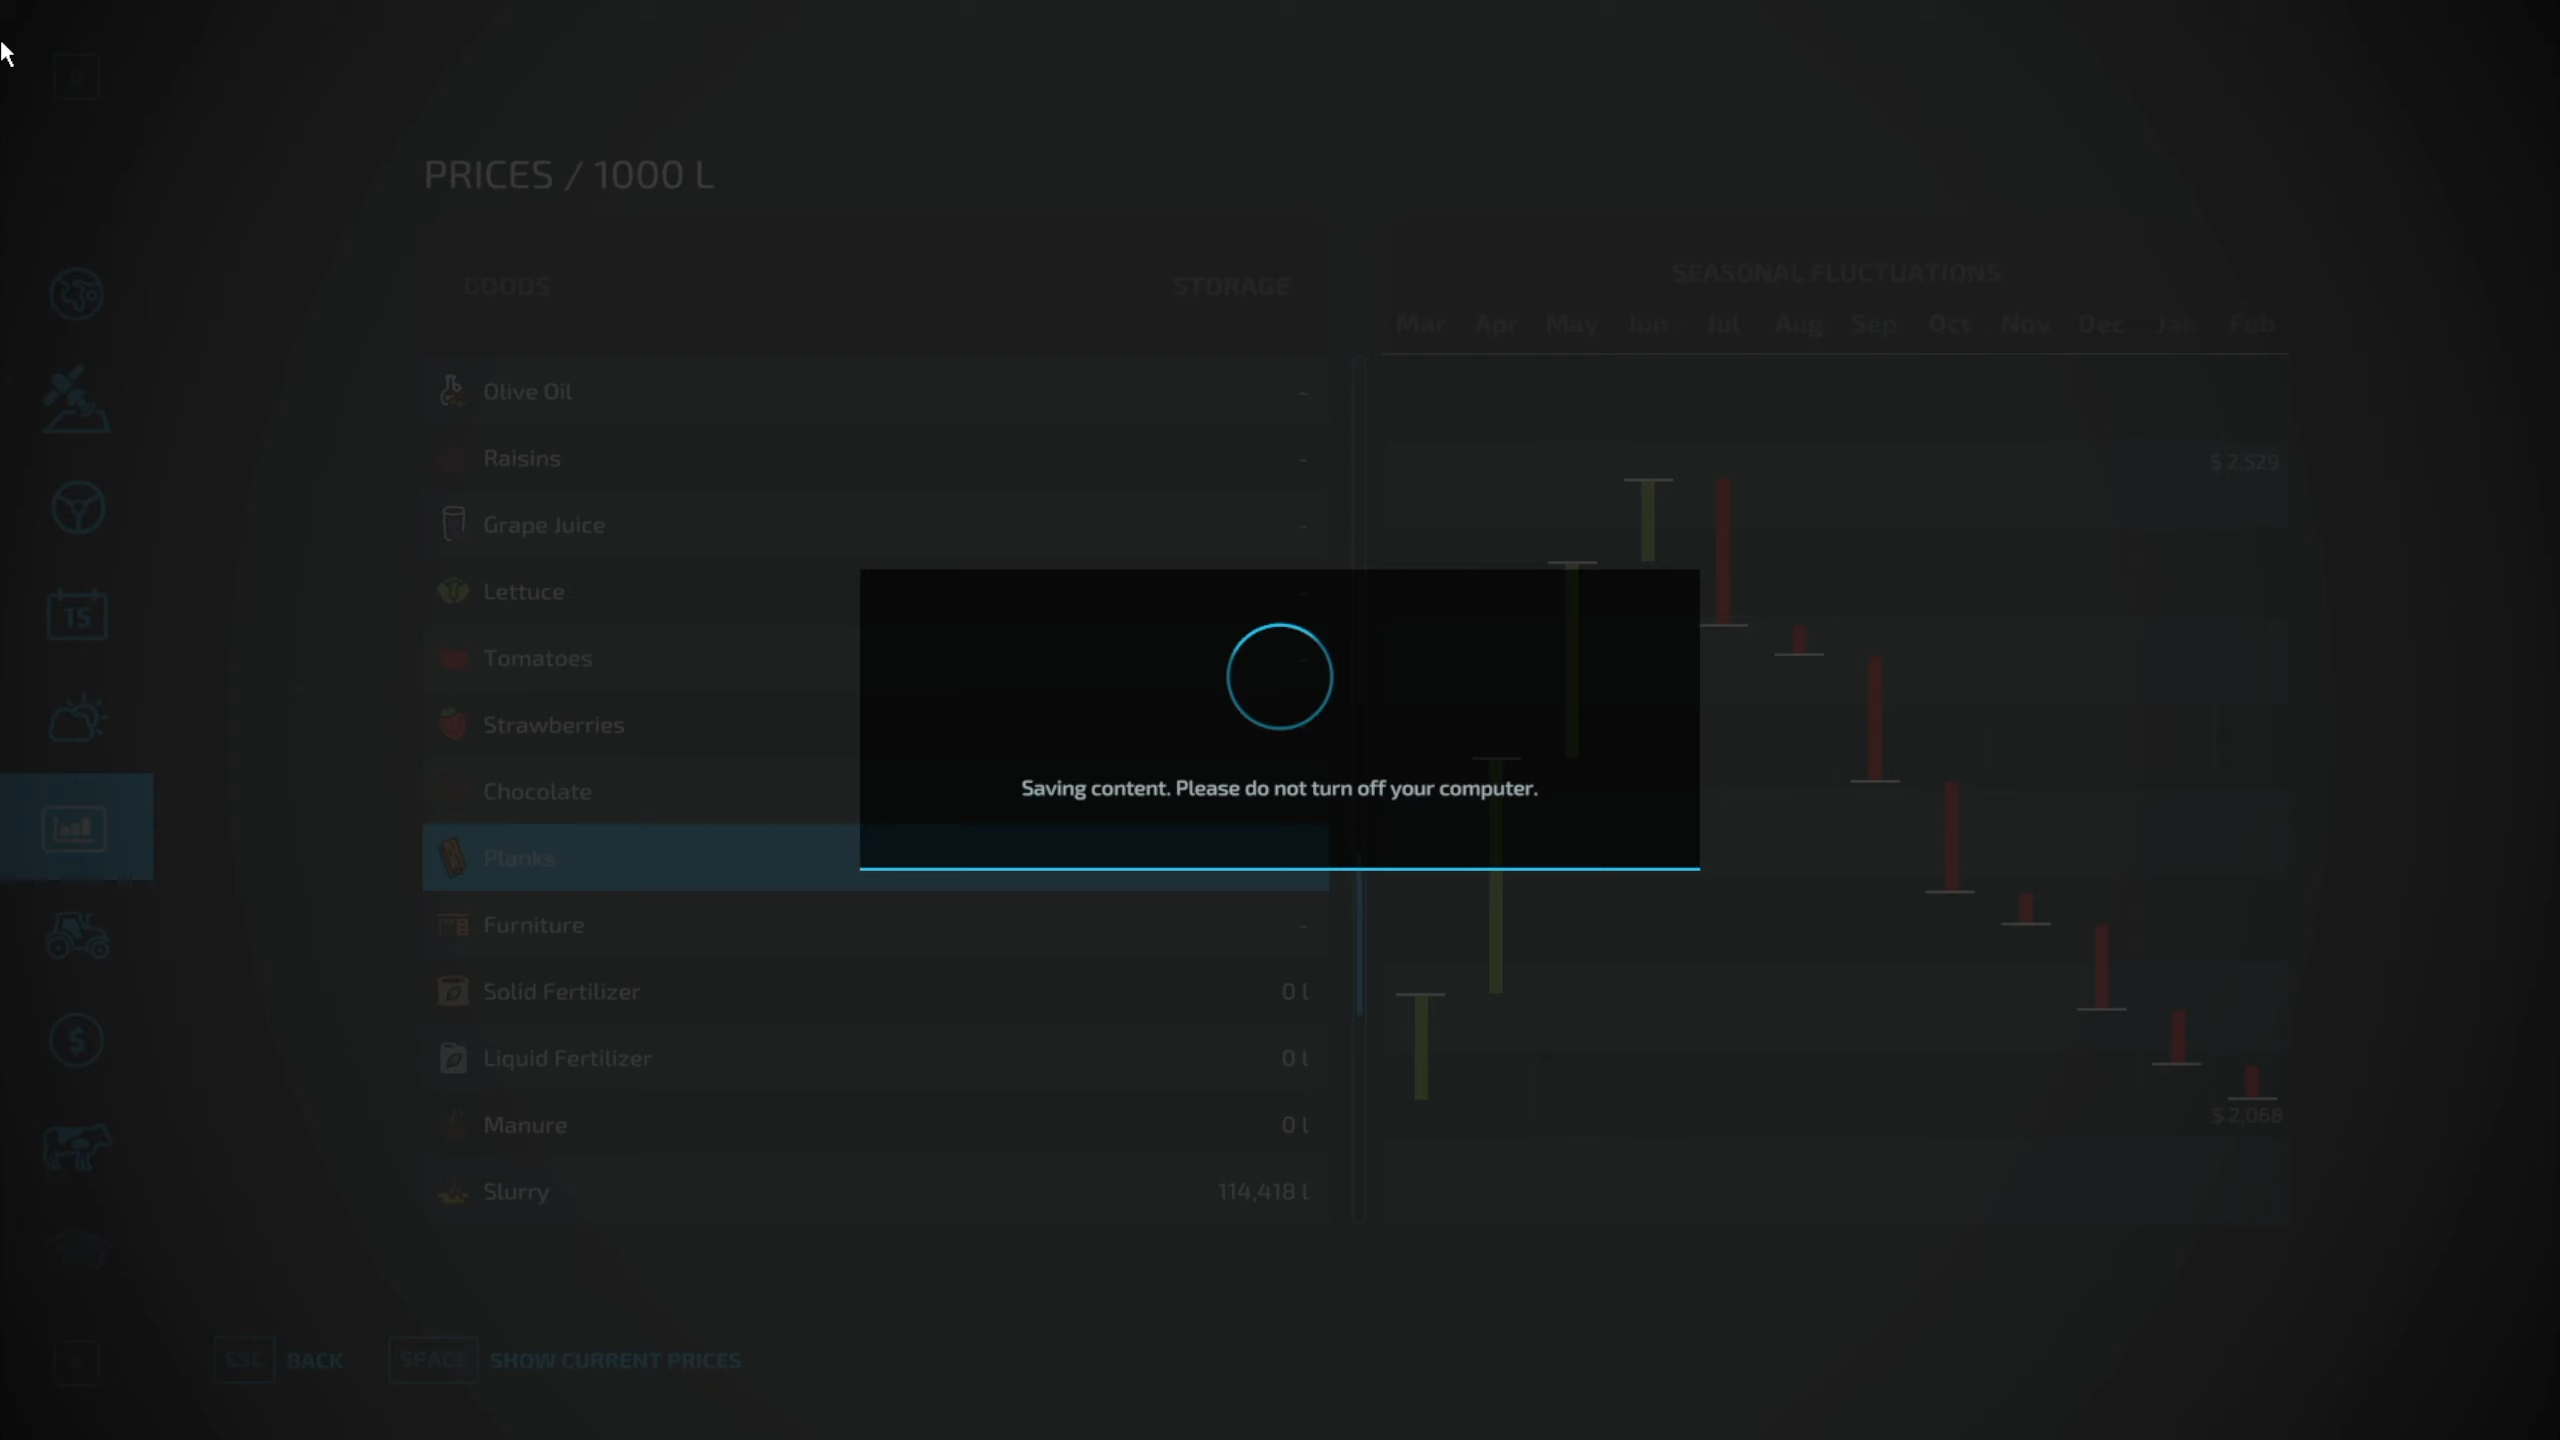 PRICES / 1000 L
GOODS STORAGE
SEASONAL FLUCTUATIONS
Mar Apr May Jun Jul Aug Sep Oct Nov Dec Jan Feb
Olive Oil -
Raisins -
$ 2,529
Grape Juice -
Lettuce -
15
Tomatoes -
Strawberries
Saving content. Please do not turn off your computer.
Chocolate
Planks
Furniture -
Solid Fertilizer 0 l
Liquid Fertilizer 0 l
$ 2,068
Manure 0 l
Slurry 114,418 l
ESC BACK SPACE SHOW CURRENT PRICES